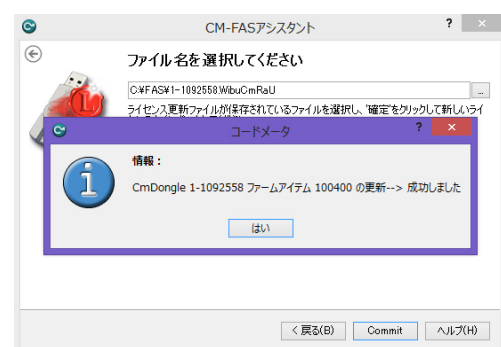 CM-FASアシスタント
?
ファイル名を選択してください
C:¥FAS¥1-1092558.WibuCmRaU
...
ライセンス更新ファイルが保存されているファイルを選択し、'確定'をクリックして新しいライ
コードメータ
?
情報：
CmDongle 1-1092558 ファームアイテム 100400 の更新--> 成功しました
はい
< 戻る(B)
Commit
ヘルプ(H)